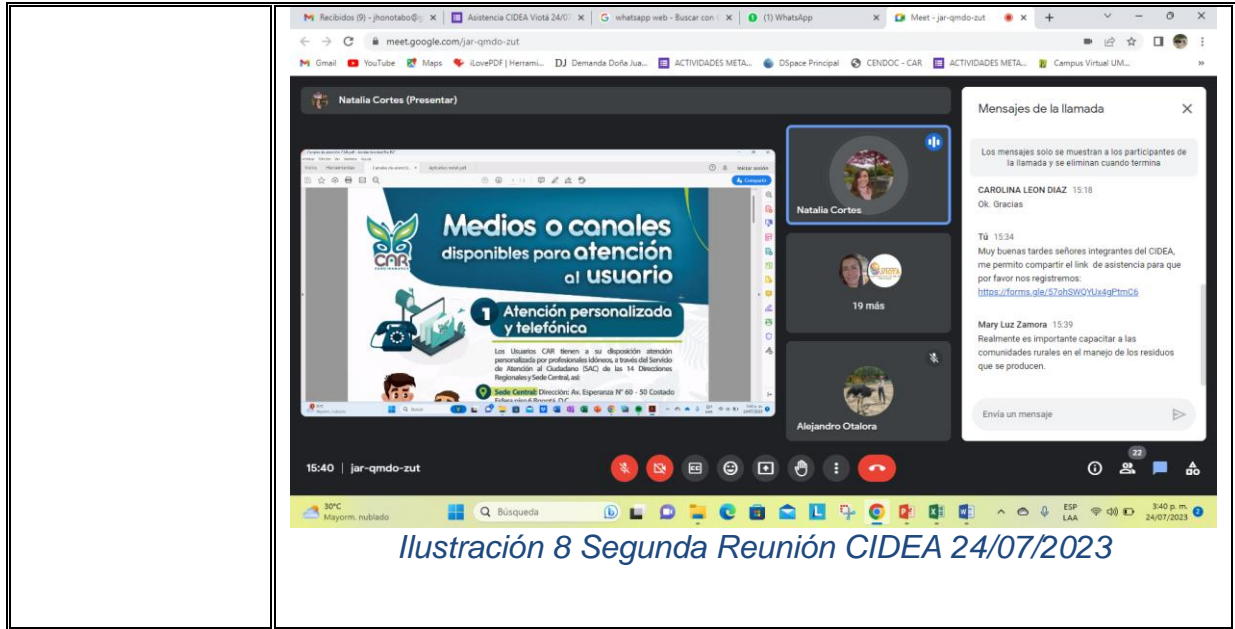 Recibidos (9) - jhonotabo@g
Asistencia CIDEA Viotá 24/07
whatsapp web - Buscar con
(1) WhatsApp
Meet - jar-qmdo-zut
meet.google.com/jar-qmdo-zut
Gmail
YouTube
Maps
iLovePDF | Herrami...
DJ Demanda Doña Jua...
ACTIVIDADES META...
DSpace Principal
CENDOC - CAR
ACTIVIDADES META...
Campus Virtual UM...
Natalia Cortes (Presentar)
Iniciar sesión
Compartir
CAR
Medios o canales
disponibles para atención
al usuario
1 Atención personalizada
y telefónica
Los Usuarios CAR tienen a su disposición atención
personalizada por profesionales idóneos, a través del Servicio
de Atención al Ciudadano (SAC) de las 14 Direcciones
Regionales y Sede Central, así:
Sede Central: Dirección: Av. Esperanza N° 60 - 50 Costado
Natalia Cortes
VIOTÁ
19 más
Alejandro Otalora
Mensajes de la llamada
Los mensajes solo se muestran a los participantes de
la llamada y se eliminan cuando termina
CAROLINA LEON DIAZ 15:18
Ok. Gracias
Tú 15:34
Muy buenas tardes señores integrantes del CIDEA,
me permito compartir el link de asistencia para que
por favor nos registremos:
https://forms.gle/57ohSWQYUx4gPtmC6
Mary Luz Zamora 15:39
Realmente es importante capacitar a las
comunidades rurales en el manejo de los residuos
que se producen.
Envía un mensaje
15:40 | jar-qmdo-zut
22
30°C
Mayorm. nublado
Búsqueda
ESP
LAA
3:40 p. m.
24/07/2023
2
Ilustración 8 Segunda Reunión CIDEA 24/07/2023